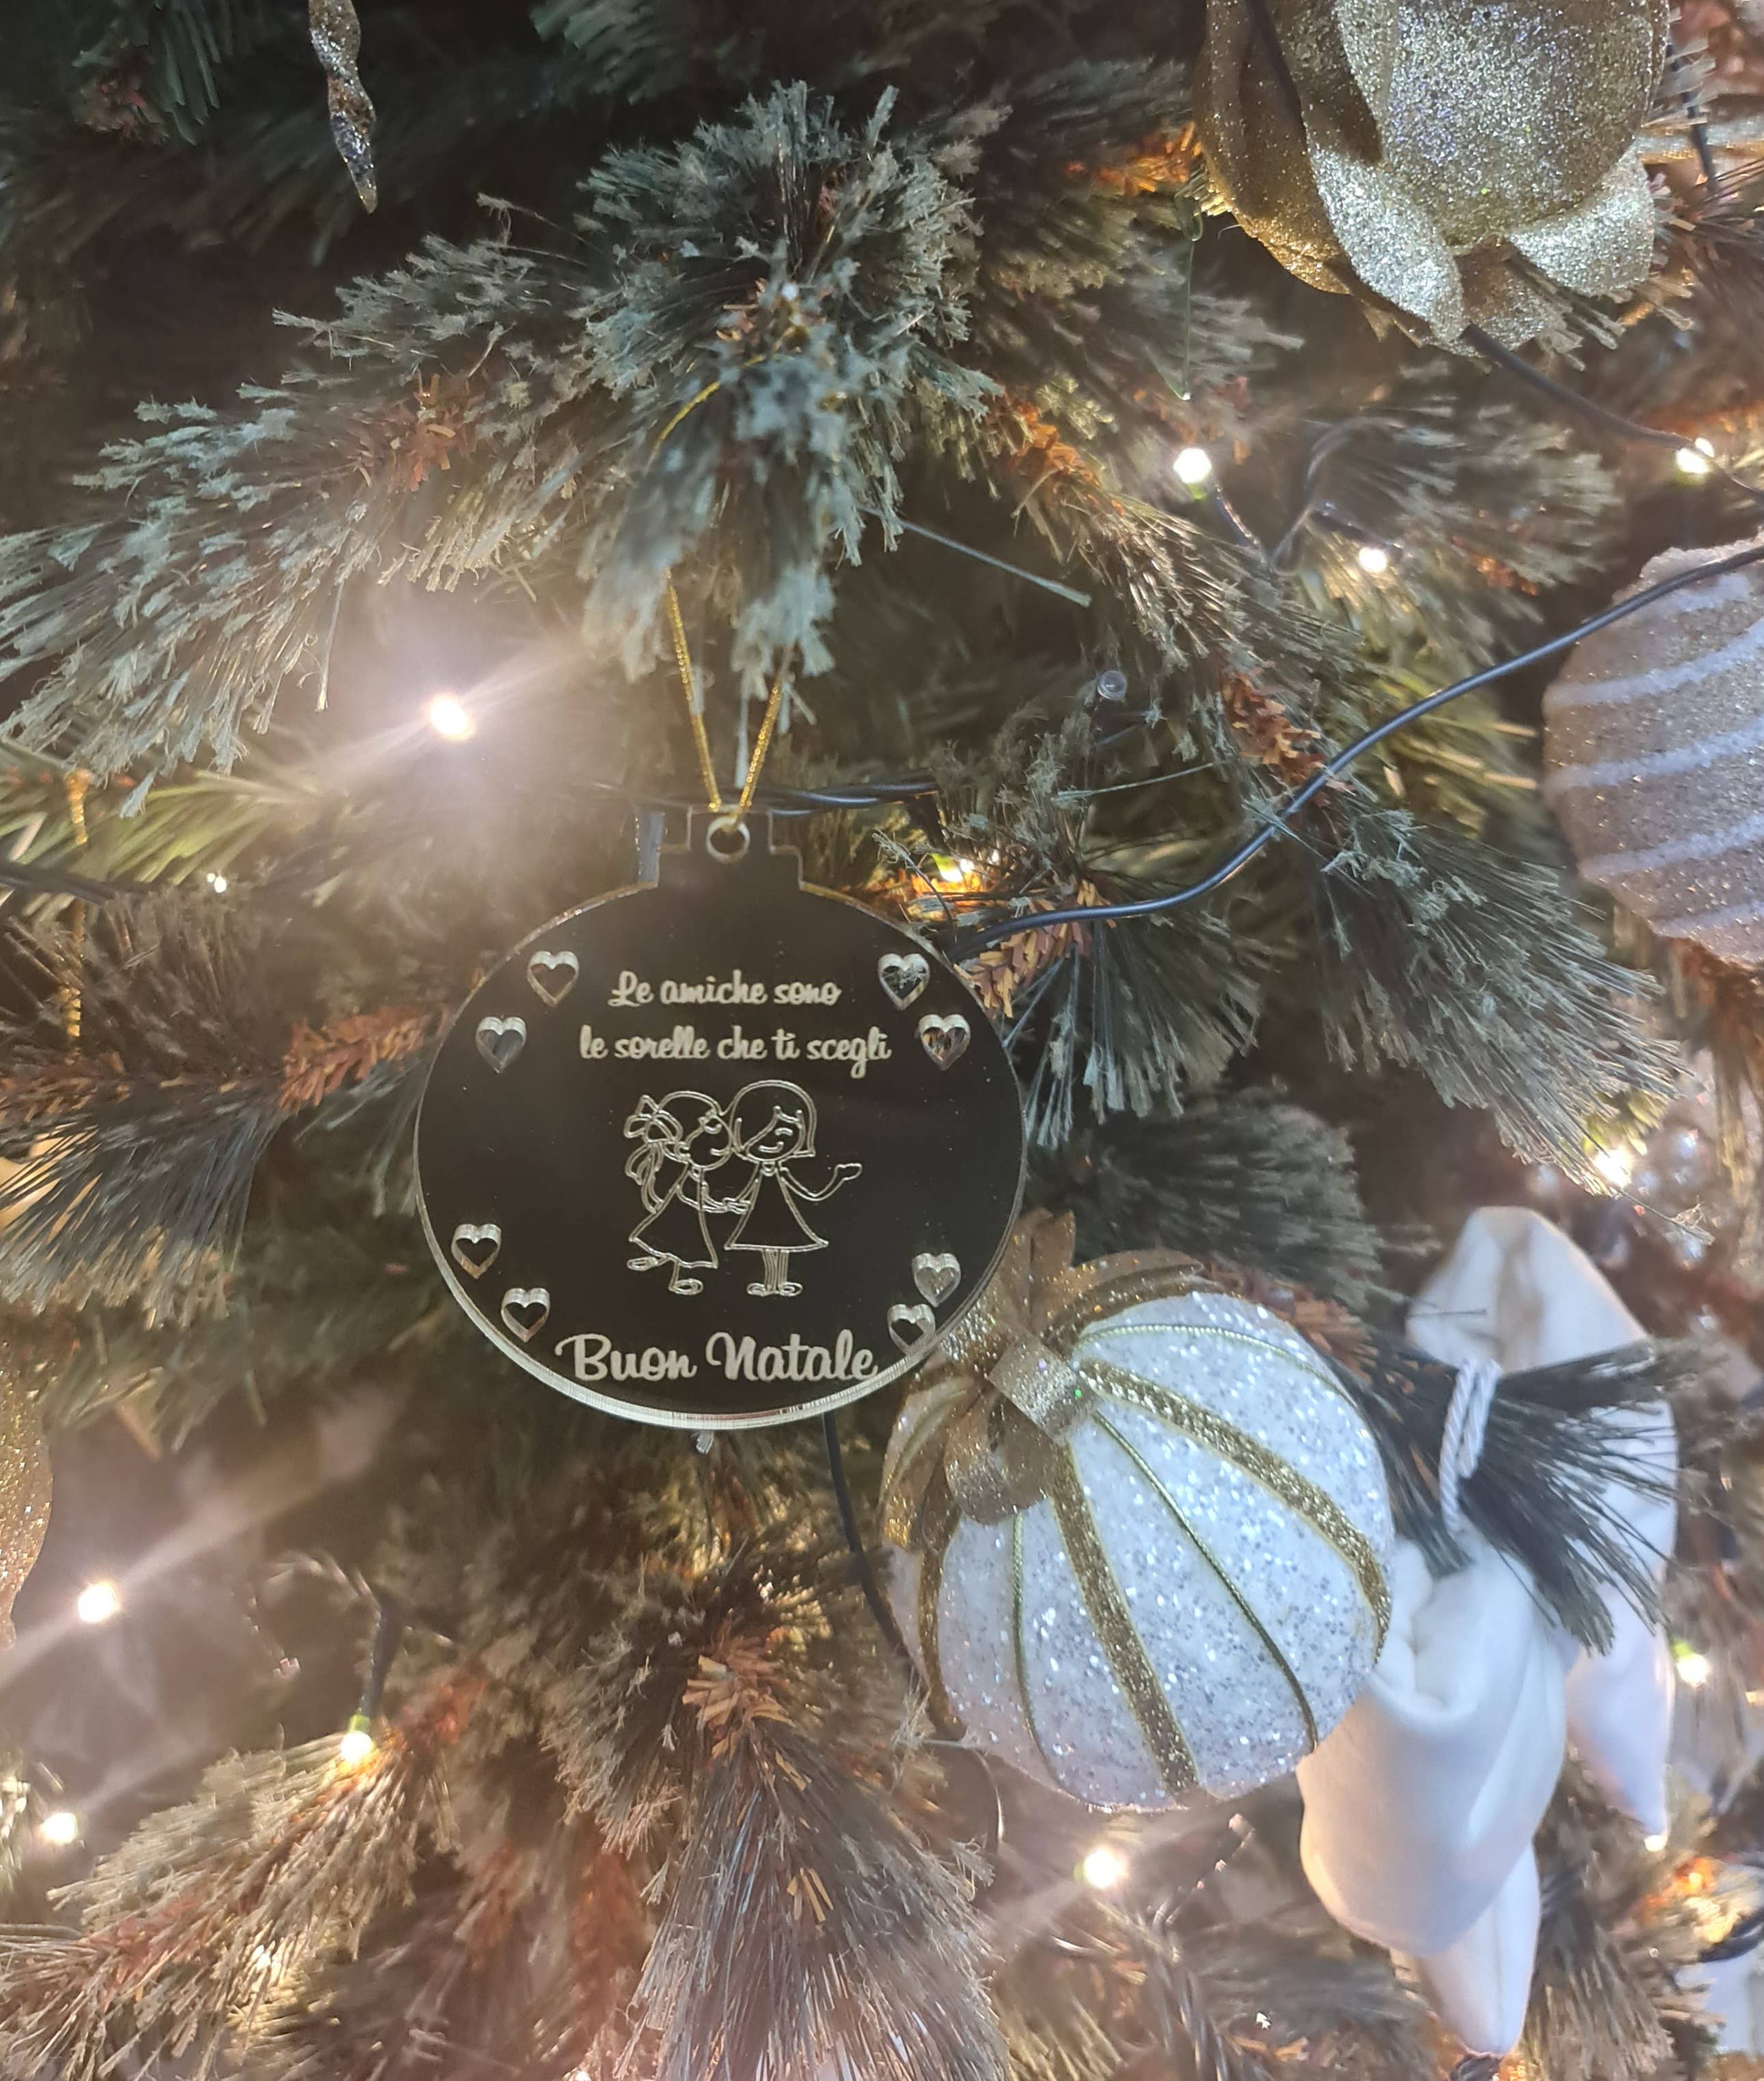 Le amiche sono
le sorelle che ti scegli
Buon Natale